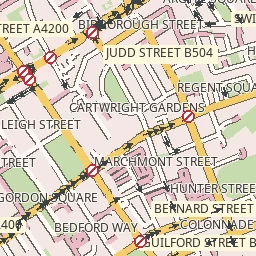 BIDBOROUGH STREET
STREET A4200
JUDD STREET B504
REGENT SQUA
CARTWRIGHT GARDENS
LEIGH STREET
STREET
MARCHMONT STREET
HUNTER STREE
GORDON SQUARE
BERNARD STREET
COLONNADE
BEDFORD WAY
GUILFORD STREET B